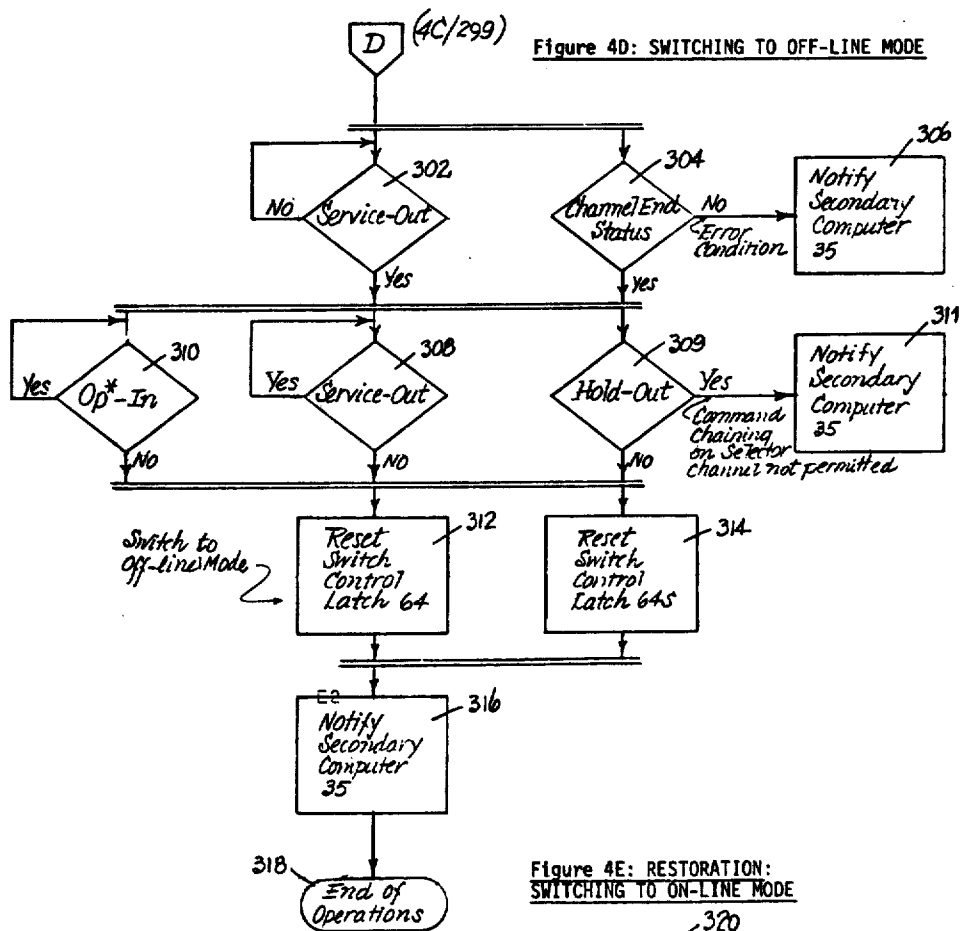 D
(4C/299)
Figure 4D: SWITCHING TO OFF-LINE MODE
302
Service-Out
No
Yes
304
Channel End
Status
No
Error
Condition
yes
306
Notify
Secondary
Computer
35
310
Op*-In
Yes
No
308
Service-Out
Yes
No
309
Hold-Out
Yes
Command
Chaining
on Selector
Channel not permitted
No
311
Notify
Secondary
Computer
35
Switch to
Off-line Mode
312
Reset
Switch
Control
Latch 64
314
Reset
Switch
Control
Latch 64S
E2
316
Notify
Secondary
Computer
35
318
End of
Operations
Figure 4E: RESTORATION:
SWITCHING TO ON-LINE MODE
320